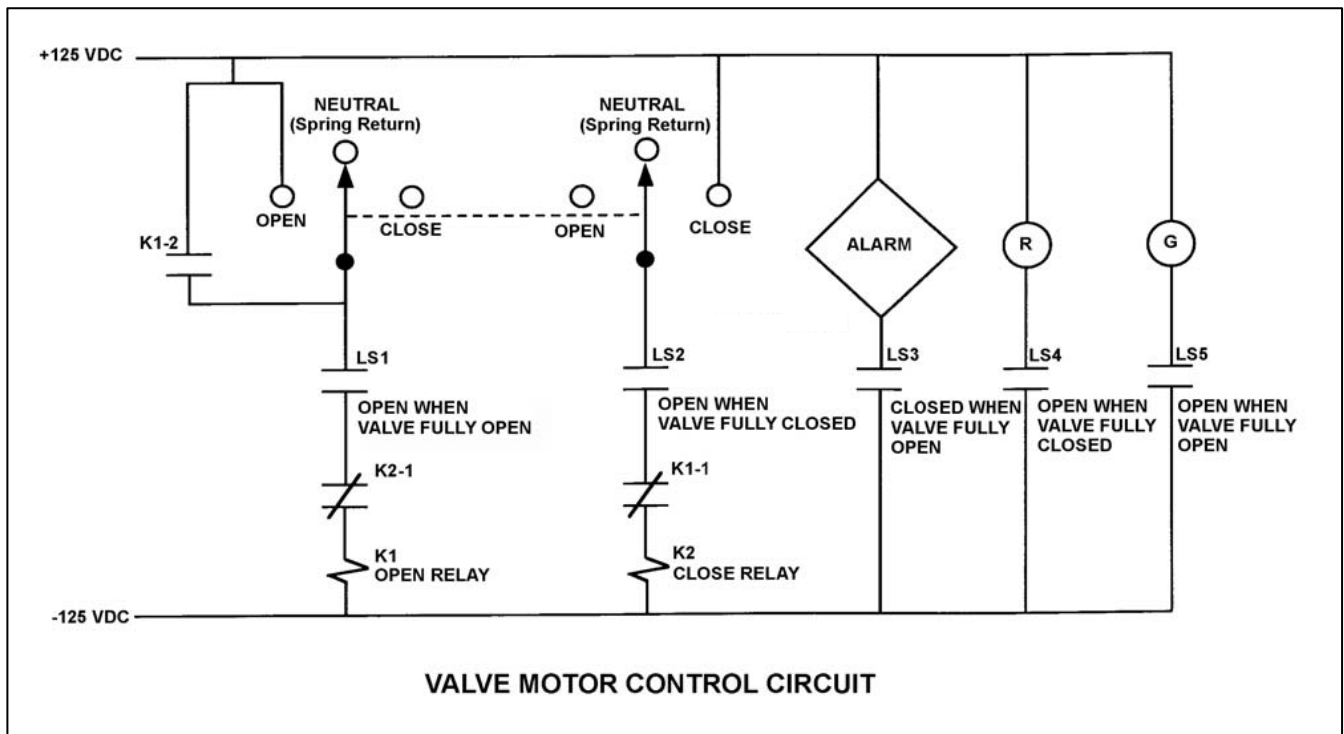 +125 VDC
NEUTRAL
(Spring Return)
NEUTRAL
(Spring Return)
OPEN
CLOSE
OPEN
CLOSE
K1-2
ALARM
R
G
LS1
OPEN WHEN
VALVE FULLY OPEN
LS2
OPEN WHEN
VALVE FULLY CLOSED
LS3
CLOSED WHEN
VALVE FULLY
OPEN
LS4
OPEN WHEN
VALVE FULLY
CLOSED
LS5
OPEN WHEN
VALVE FULLY
OPEN
K2-1
K1-1
K1
OPEN RELAY
K2
CLOSE RELAY
-125 VDC
VALVE MOTOR CONTROL CIRCUIT